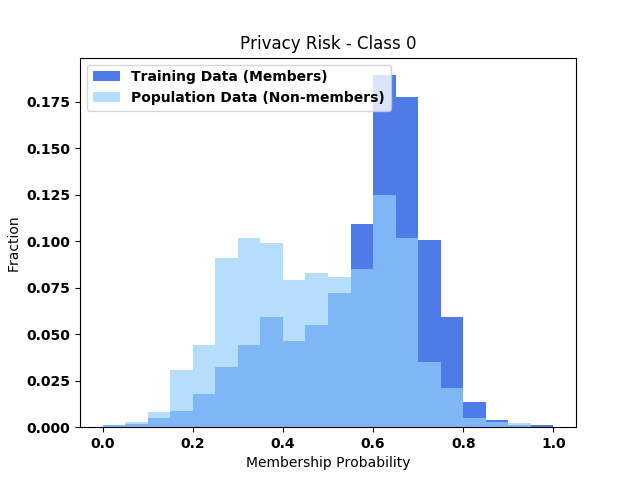 Privacy Risk - Class 0
Training Data (Members)
Population Data (Non-members)
0.175
0.150
0.125
0.100
0.075
0.050
0.025
0.000
Fraction
0.0 0.2 0.4 0.6 0.8 1.0
Membership Probability